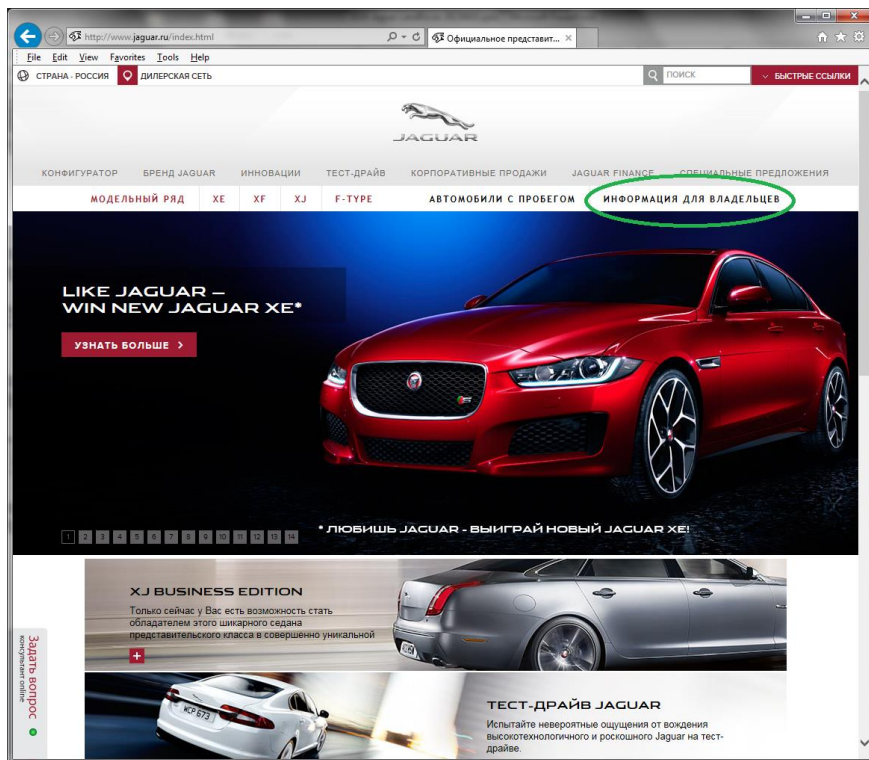 http://www.jaguar.ru/index.html
Официальное представит...
File Edit View Favorites Tools Help
СТРАНА - РОССИЯ ДИЛЕРСКАЯ СЕТЬ ПОИСК БЫСТРЫЕ ССЫЛКИ
JAGUAR
КОНФИГУРАТОР БРЕНД JAGUAR ИННОВАЦИИ ТЕСТ-ДРАЙВ КОРПОРАТИВНЫЕ ПРОДАЖИ JAGUAR FINANCE СПЕЦИАЛЬНЫЕ ПРЕДЛОЖЕНИЯ
МОДЕЛЬНЫЙ РЯД XE XF XJ F-TYPE АВТОМОБИЛИ С ПРОБЕГОМ ИНФОРМАЦИЯ ДЛЯ ВЛАДЕЛЬЦЕВ
LIKE JAGUAR –
WIN NEW JAGUAR XE*
УЗНАТЬ БОЛЬШЕ >
* ЛЮБИШЬ JAGUAR - ВЫИГРАЙ НОВЫЙ JAGUAR XE!
1 2 3 4 5 6 7 8 9 10 11 12 13 14
XJ BUSINESS EDITION
Только сейчас у Вас есть возможность стать
обладателем этого шикарного седана
представительского класса в совершенно уникальной
Задать вопрос
консультант online
WCP 673
ТЕСТ-ДРАЙВ JAGUAR
Испытайте невероятные ощущения от вождения
высокотехнологичного и роскошного Jaguar на тест-
драйве.